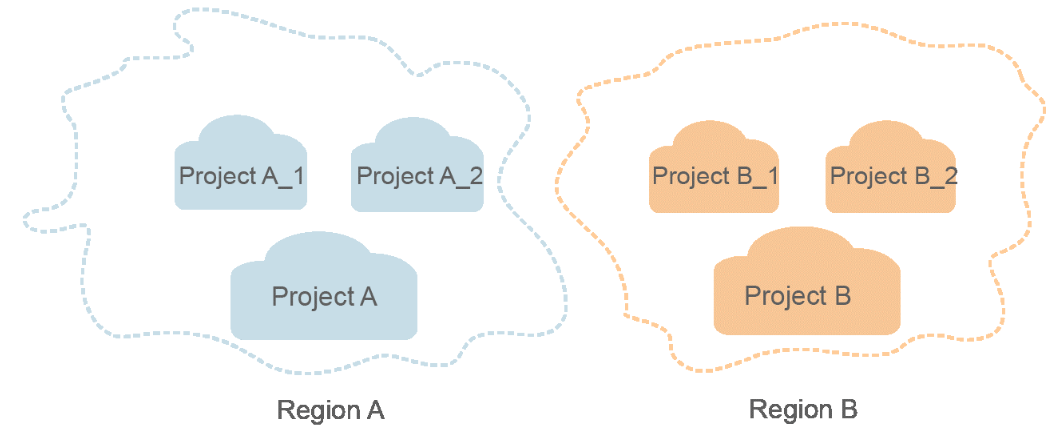 Project A_1
Project A_2
Project A
Region A
Project B_1
Project B_2
Project B
Region B